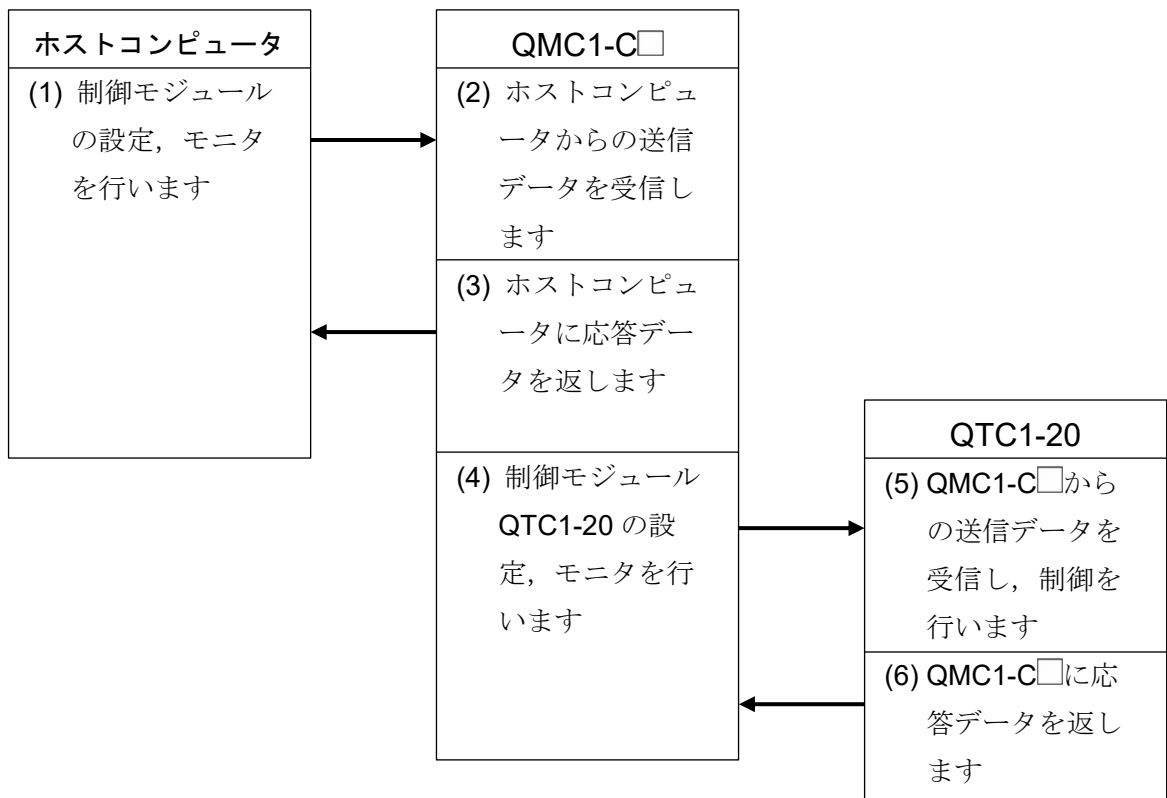 ホストコンピュータ
(1) 制御モジュール
の設定，モニタ
を行います
QMC1-C□
(2) ホストコンピュ
ータからの送信
データを受信し
ます
(3) ホストコンピュ
ータに応答デー
タを返します
(4) 制御モジュール
QTC1-20 の設
定，モニタを行
います
QTC1-20
(5) QMC1-C□から
の送信データを
受信し，制御を
行います
(6) QMC1-C□に応
答データを返し
ます